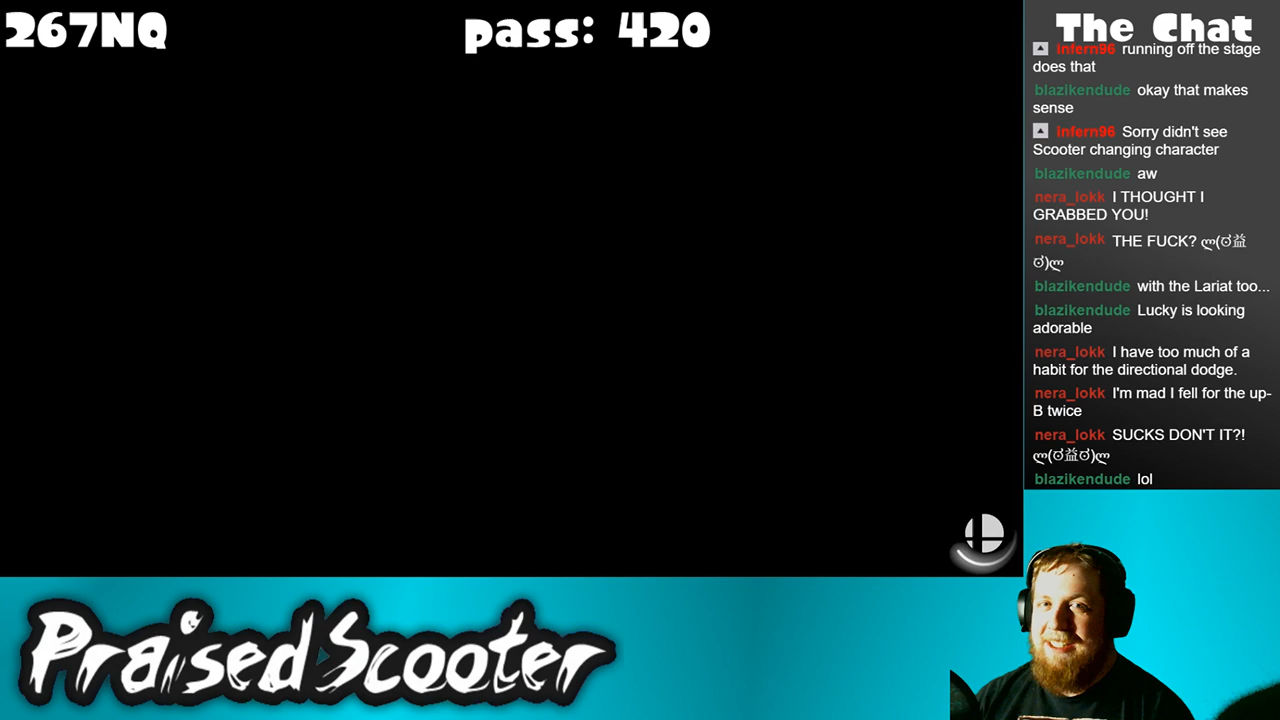 267NQ
pass: 420
The Chat
infern96 running off the stage
does that
blazikendude okay that makes
sense
infern96 Sorry didn't see
Scooter changing character
blazikendude aw
nera_lokk I THOUGHT I
GRABBED YOU!
nera_lokk THE FUCK? ლ(ಠ益
ಠ)ლ
blazikendude with the Lariat too...
blazikendude Lucky is looking
adorable
nera_lokk I have too much of a
habit for the directional dodge.
nera_lokk I'm mad I fell for the up-
B twice
nera_lokk SUCKS DON'T IT?!
ლ(ಠ益ಠ)ლ
blazikendude lol
PraisedScooter